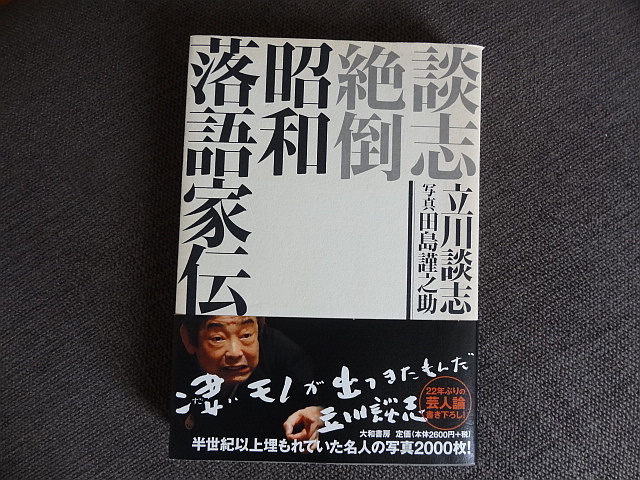 談志
絶倒
昭和
落語家伝
立川談志
写真 田島謹之助
凄いモノが出てきたもんだ
立川談志
22年ぶりの
芸人論
書き下ろし!
大和書房 定価(本体2600円+税)
半世紀以上埋もれていた名人の写真2000枚!